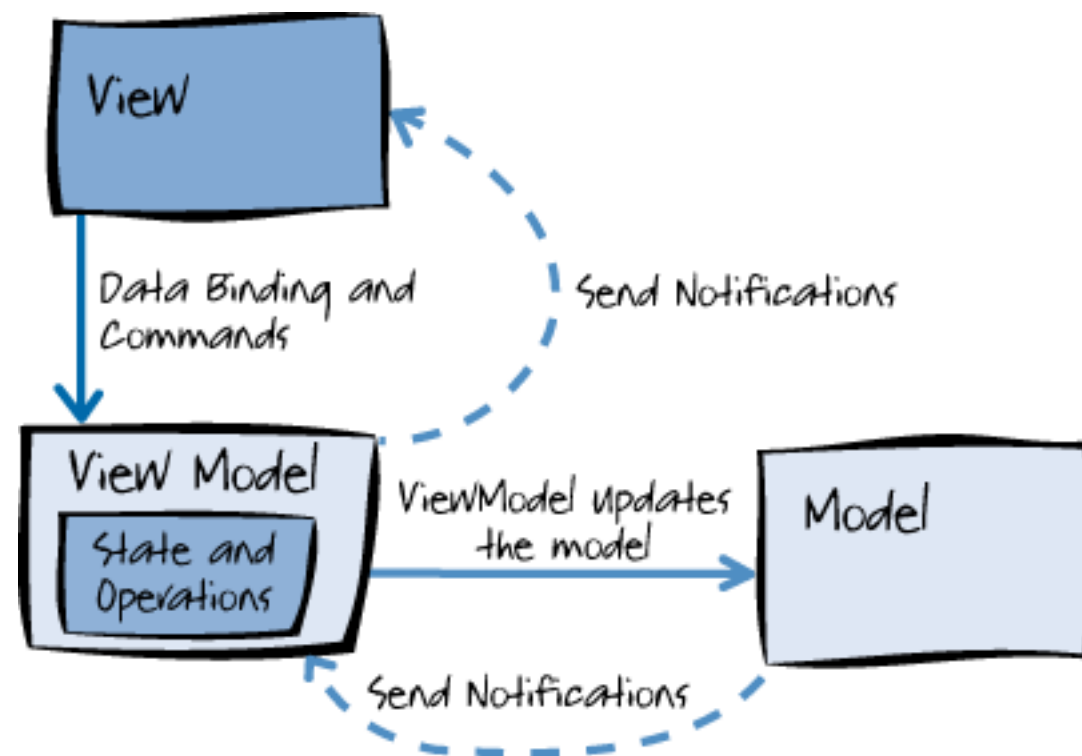 View
Data Binding and
Commands
Send Notifications
View Model
State and
Operations
ViewModel updates
the model
Model
Send Notifications